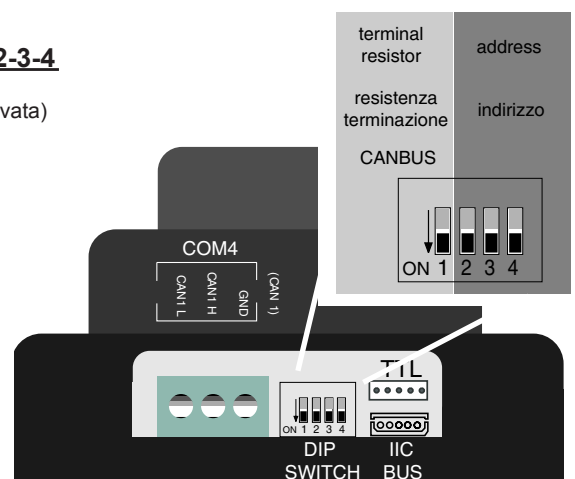 2-3-4
vata)
terminal
resistor
address
resistenza
terminazione
indirizzo
CANBUS
ON 1 2 3 4
COM4
CAN1 L
CAN1 H
GND
(CAN 1)
TTL
ON 1 2 3 4
DIP
SWITCH
IIC
BUS